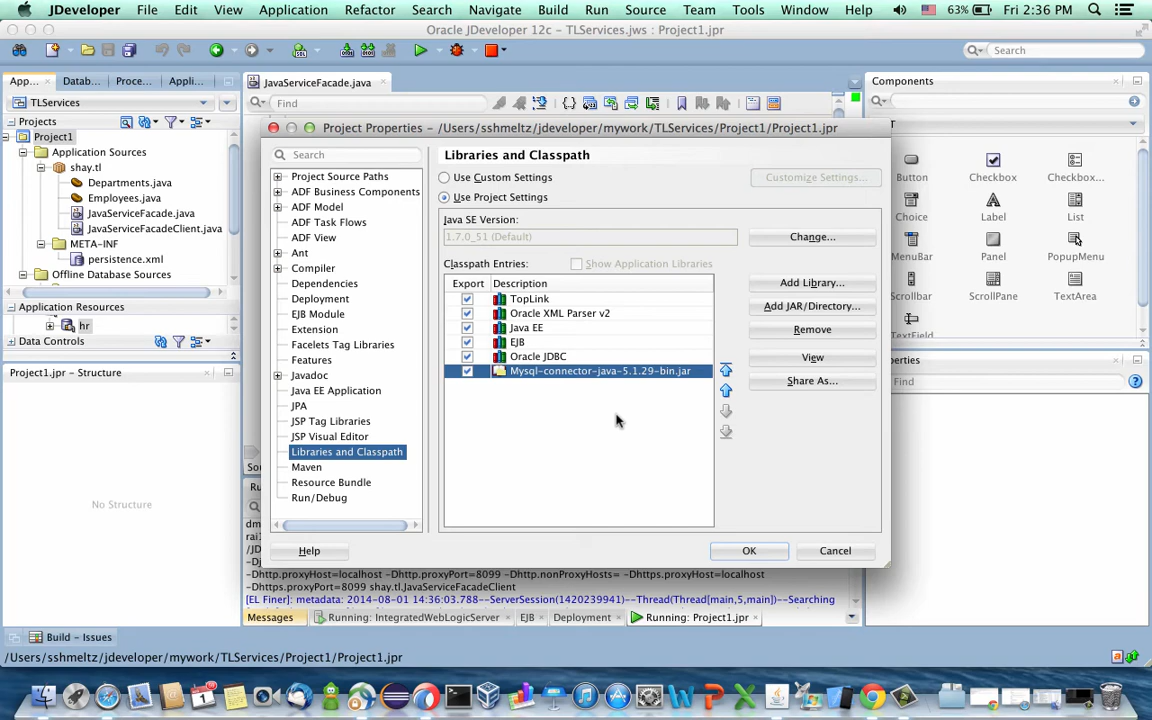 JDeveloper File Edit View Application Refactor Search Navigate Build Run Source Team Tools Window Help 63% Fri 2:36 PM
Oracle JDeveloper 12c – TLServices.jws : Project1.jpr
Search
App... Datab... Proce... Appli...
JavaServiceFacade.java
Components
TLServices
Find
Projects
Project1
Application Sources
shay.tl
Departments.java
Employees.java
JavaServiceFacade.java
JavaServiceFacadeClient.java
META-INF
persistence.xml
Offline Database Sources
Application Resources
hr
Data Controls
Project1.jpr – Structure
No Structure
Project Properties – /Users/sshmeltz/jdeveloper/mywork/TLServices/Project1/Project1.jpr
Search
Project Source Paths
ADF Business Components
ADF Model
ADF Task Flows
ADF View
Ant
Compiler
Dependencies
Deployment
EJB Module
Extension
Facelets Tag Libraries
Features
Javadoc
Java EE Application
JPA
JSP Tag Libraries
JSP Visual Editor
Libraries and Classpath
Maven
Resource Bundle
Run/Debug
Help
Libraries and Classpath
Use Custom Settings
Customize Settings...
Use Project Settings
Java SE Version:
1.7.0_51 (Default)
Change...
Classpath Entries:
Show Application Libraries
Export Description
TopLink
Oracle XML Parser v2
Java EE
EJB
Oracle JDBC
Mysql-connector-java-5.1.29-bin.jar
Add Library...
Add JAR/Directory...
Remove
View
Share As...
OK
Cancel
Button
Checkbox
Checkbox...
Choice
Label
List
MenuBar
Panel
PopupMenu
Scrollbar
ScrollPane
TextArea
TextField
Find
-Dhttp.proxyHost=localhost -Dhttp.proxyPort=8099 -Dhttp.nonProxyHosts= -Dhttps.proxyHost=localhost
-Dhttps.proxyPort=8099 shay.tl.JavaServiceFacadeClient
[EL Finer]: metadata: 2014-08-01 14:36:03.788--ServerSession(1420239941)--Thread(Thread[main,5,main])--Searching
Messages
Running: IntegratedWebLogicServer
EJB
Deployment
Running: Project1.jpr
Build – Issues
/Users/sshmeltz/jdeveloper/mywork/TLServices/Project1/Project1.jpr